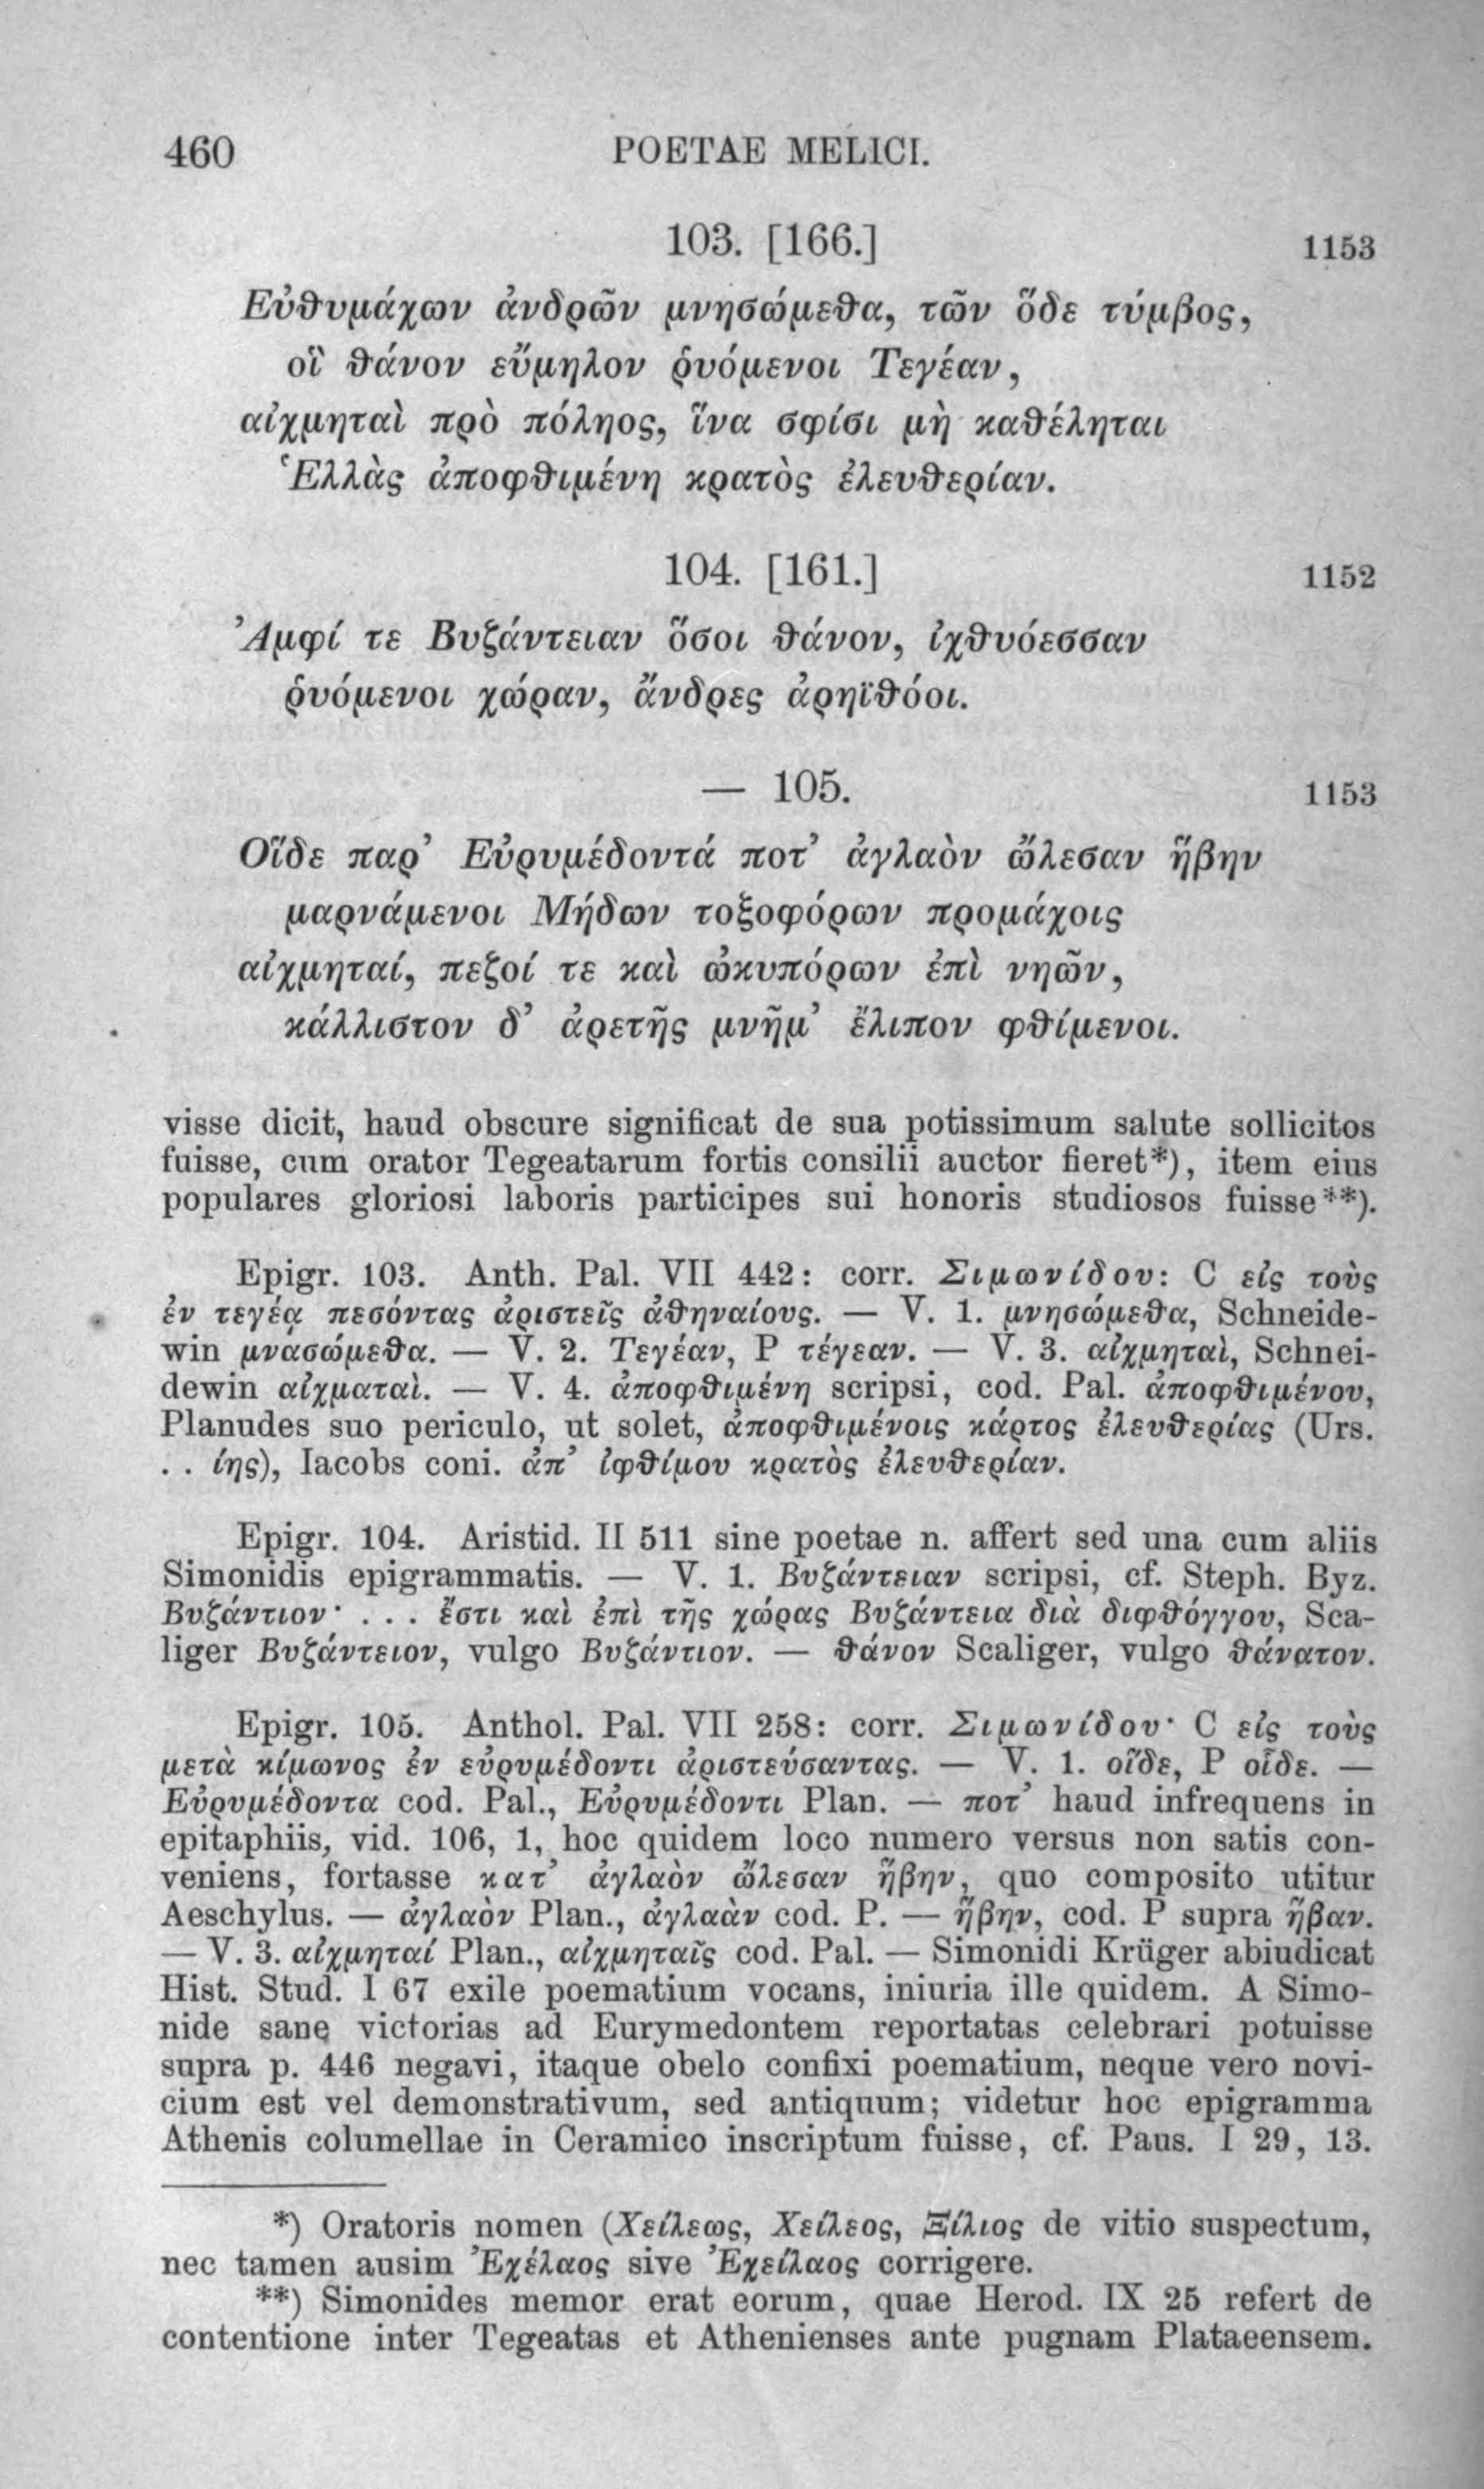 460 POETAE MELICI.
103. [166.] 1153
Εὐθυμάχων ἀνδρῶν μνησώμεθα, τῶν ὅδε τύμβος,
οἳ θάνον εὔμηλον ῥυόμενοι Τεγέαν,
αἰχμηταὶ πρὸ πόληος, ἵνα σφίσι μὴ καθέληται
Ἑλλὰς ἀποφθιμένη κρατὸς ἐλευθερίαν.
104. [161.] 1152
Ἀμφί τε Βυζάντειαν ὅσοι θάνον, ἰχθυόεσσαν
ῥυόμενοι χώραν, ἄνδρες ἀρηϊθόοι.
— 105. 1153
Οἵδε παρ’ Εὐρυμέδοντά ποτ’ ἀγλαὸν ὤλεσαν ἥβην
μαρνάμενοι Μήδων τοξοφόρων προμάχοις
αἰχμηταί, πεζοί τε καὶ ὠκυπόρων ἐπὶ νηῶν,
κάλλιστον δ’ ἀρετῆς μνῆμ’ ἔλιπον φθίμενοι.
visse dicit, haud obscure significat de sua potissimum salute sollicitos
fuisse, cum orator Tegeatarum fortis consilii auctor fieret*), item eius
populares gloriosi laboris participes sui honoris studiosos fuisse**).
Epigr. 103. Anth. Pal. VII 442: corr. Σιμωνίδου: C εἰς τοὺς
ἐν τεγέᾳ πεσόντας ἀριστεῖς ἀθηναίους. — V. 1. μνησώμεθα, Schneide-
win μνασώμεθα. — V. 2. Τεγέαν, P τέγεαν. — V. 3. αἰχμηταὶ, Schnei-
dewin αἰχματαὶ. — V. 4. ἀποφθιμένη scripsi, cod. Pal. ἀποφθιμένου,
Planudes suo periculo, ut solet, ἀποφθιμένοις κάρτος ἐλευθερίας (Urs.
. . ίης), Iacobs coni. ἀπ’ ἰφθίμου κρατὸς ἐλευθερίαν.
Epigr. 104. Aristid. II 511 sine poetae n. affert sed una cum aliis
Simonidis epigrammatis. — V. 1. Βυζάντειαν scripsi, cf. Steph. Byz.
Βυζάντιον· . . . ἔστι καὶ ἐπὶ τῆς χώρας Βυζάντεια διὰ διφθόγγου, Sca-
liger Βυζάντειον, vulgo Βυζάντιον. — θάνον Scaliger, vulgo θάνατον.
Epigr. 105. Anthol. Pal. VII 258: corr. Σιμωνίδου· C εἰς τοὺς
μετὰ κίμωνος ἐν εὐρυμέδοντι ἀριστεύσαντας. — V. 1. οἵδε, P οἶδε. —
Εὐρυμέδοντα cod. Pal., Εὐρυμέδοντι Plan. — ποτ’ haud infrequens in
epitaphiis, vid. 106, 1, hoc quidem loco numero versus non satis con-
veniens, fortasse κατ’ ἀγλαὸν ὤλεσαν ἥβην, quo composito utitur
Aeschylus. — ἀγλαὸν Plan., ἀγλαὰν cod. P. — ἥβην, cod. P supra ἥβαν.
— V. 3. αἰχμηταί Plan., αἰχμηταῖς cod. Pal. — Simonidi Krüger abiudicat
Hist. Stud. I 67 exile poematium vocans, iniuria ille quidem. A Simo-
nide sane victorias ad Eurymedontem reportatas celebrari potuisse
supra p. 446 negavi, itaque obelo confixi poematium, neque vero novi-
cium est vel demonstrativum, sed antiquum; videtur hoc epigramma
Athenis columellae in Ceramico inscriptum fuisse, cf. Paus. I 29, 13.
*) Oratoris nomen (Χείλεως, Χείλεος, Ξίλιος de vitio suspectum,
nec tamen ausim Ἐχέλαος sive Ἐχείλαος corrigere.
**) Simonides memor erat eorum, quae Herod. IX 25 refert de
contentione inter Tegeatas et Athenienses ante pugnam Plataeensem.